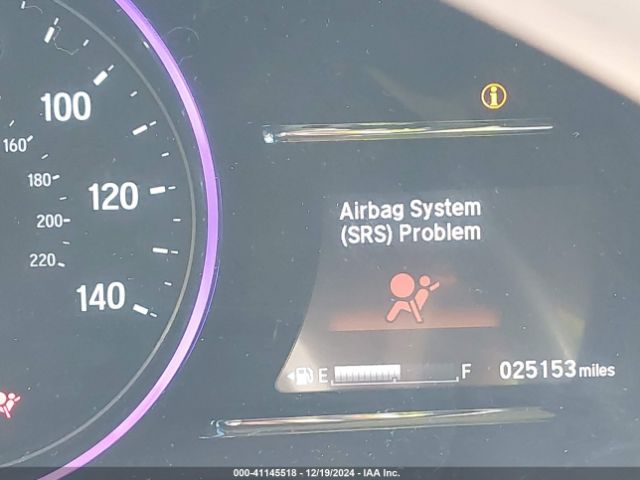 100
160
180
120
200
220
140
i
Airbag System
(SRS) Problem
E F 025153 miles
000-41145518 - 12/19/2024 - IAA Inc.